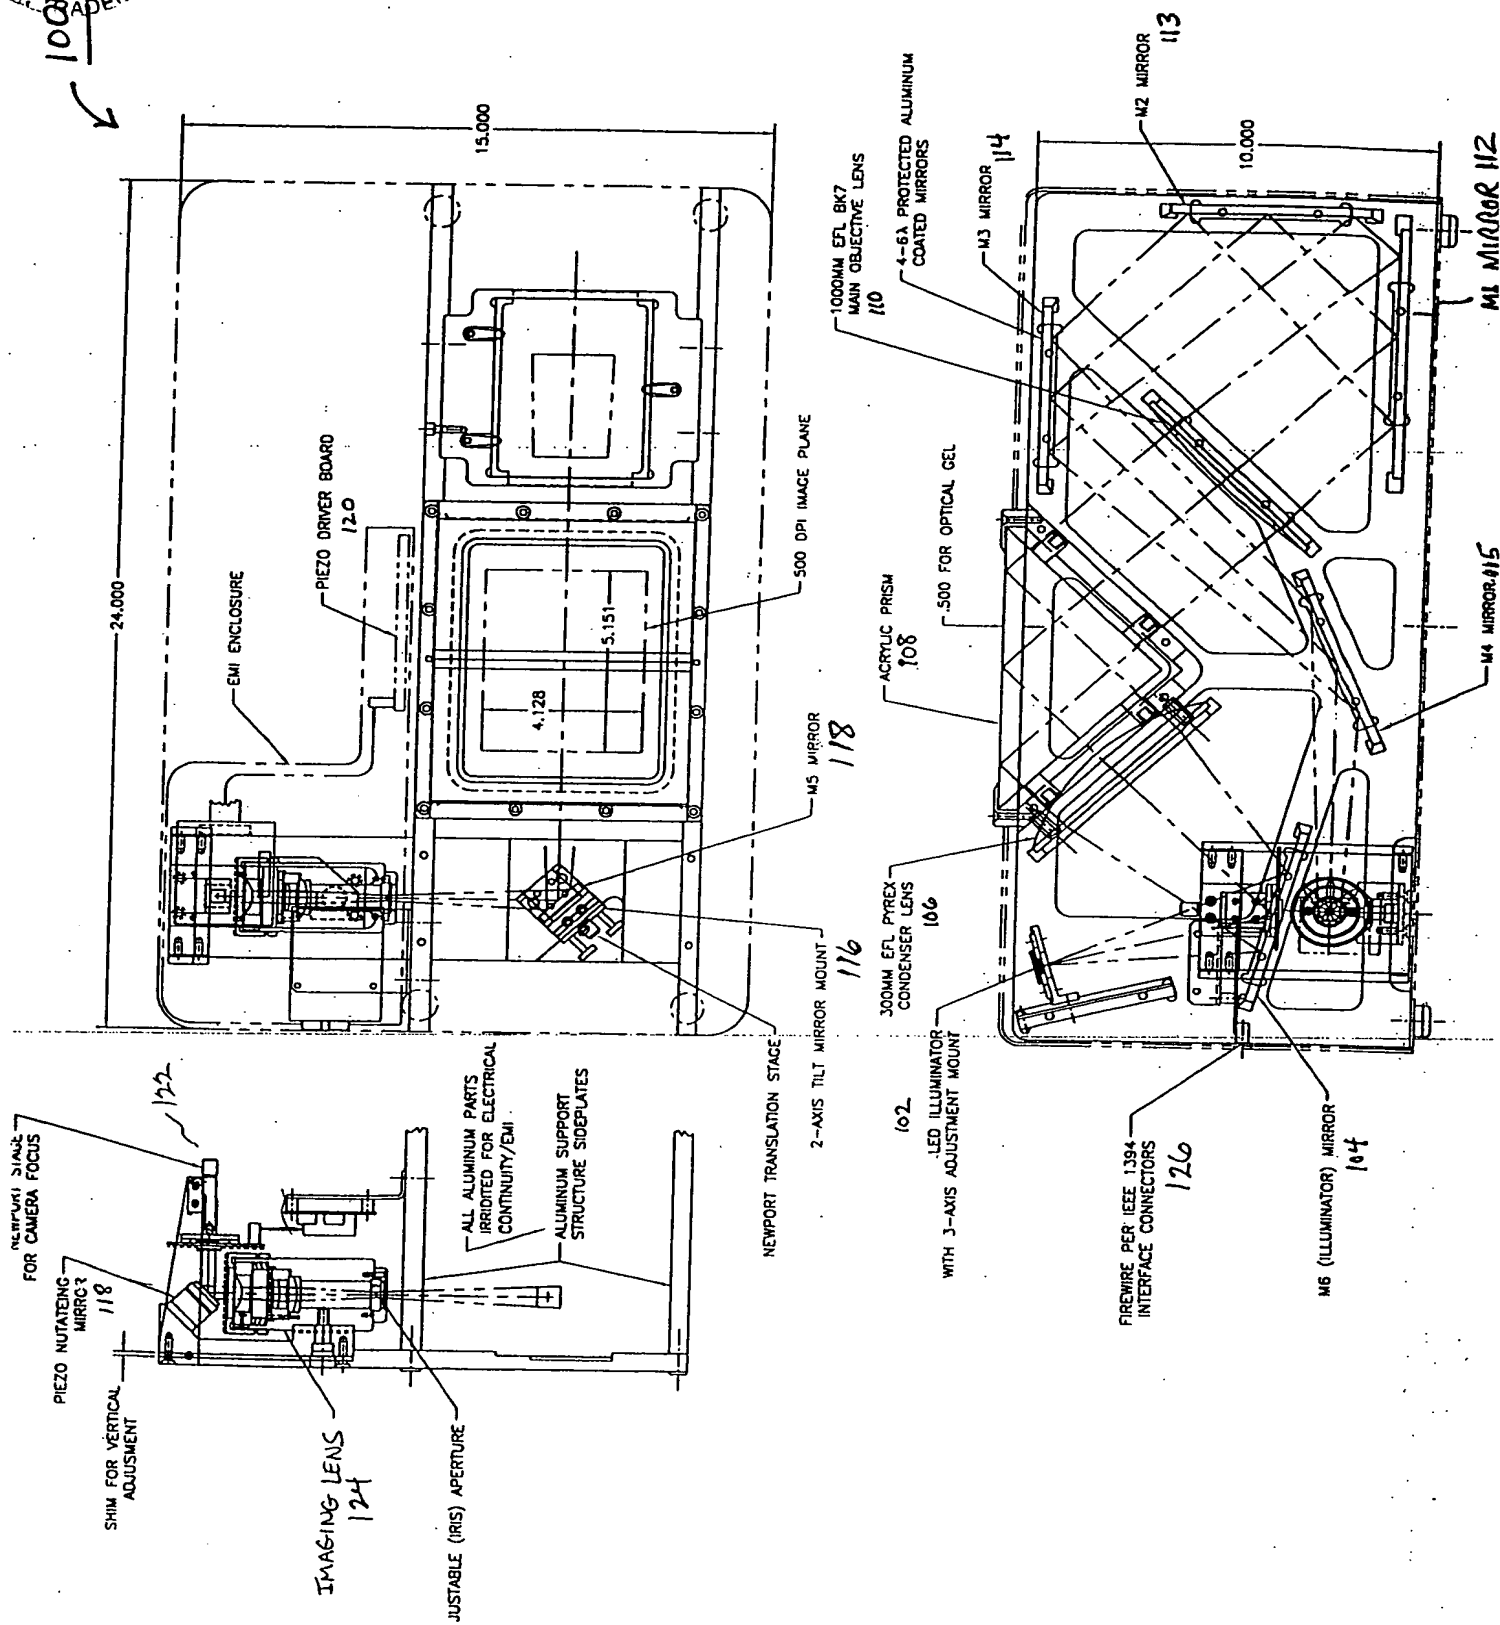 100
24.000
15.000
EMI ENCLOSURE
PIEZO DRIVER BOARD
120
4.128
5.151
500 DPI IMAGE PLANE
M5 MIRROR
118
2-AXIS TILT MIRROR MOUNT
116
NEWPORT TRANSLATION STAGE
122
FOR CAMERA FOCUS
PIEZO NUTATEING
MIRROR
118
SHIM FOR VERTICAL
ADJUSMENT
ALL ALUMINUM PARTS
IRRIDITED FOR ELECTRICAL
CONTINUITY/EMI
ALUMINUM SUPPORT
STRUCTURE SIDEPLATES
IMAGING LENS
124
JUSTABLE (IRIS) APERTURE
M2 MIRROR
113
10.000
4-6λ PROTECTED ALUMINUM
COATED MIRRORS
M3 MIRROR
114
1000MM EFL BK7
MAIN OBJECTIVE LENS
110
.500 FOR OPTICAL GEL
ACRYLIC PRISM
108
300MM EFL PYREX
CONDENSER LENS
106
102
LED ILLUMINATOR
WITH 3-AXIS ADJUSTMENT MOUNT
FIREWIRE PER IEEE 1394
INTERFACE CONNECTORS
126
M6 (ILLUMINATOR) MIRROR
104
M4 MIRROR 115
M1 MIRROR 112